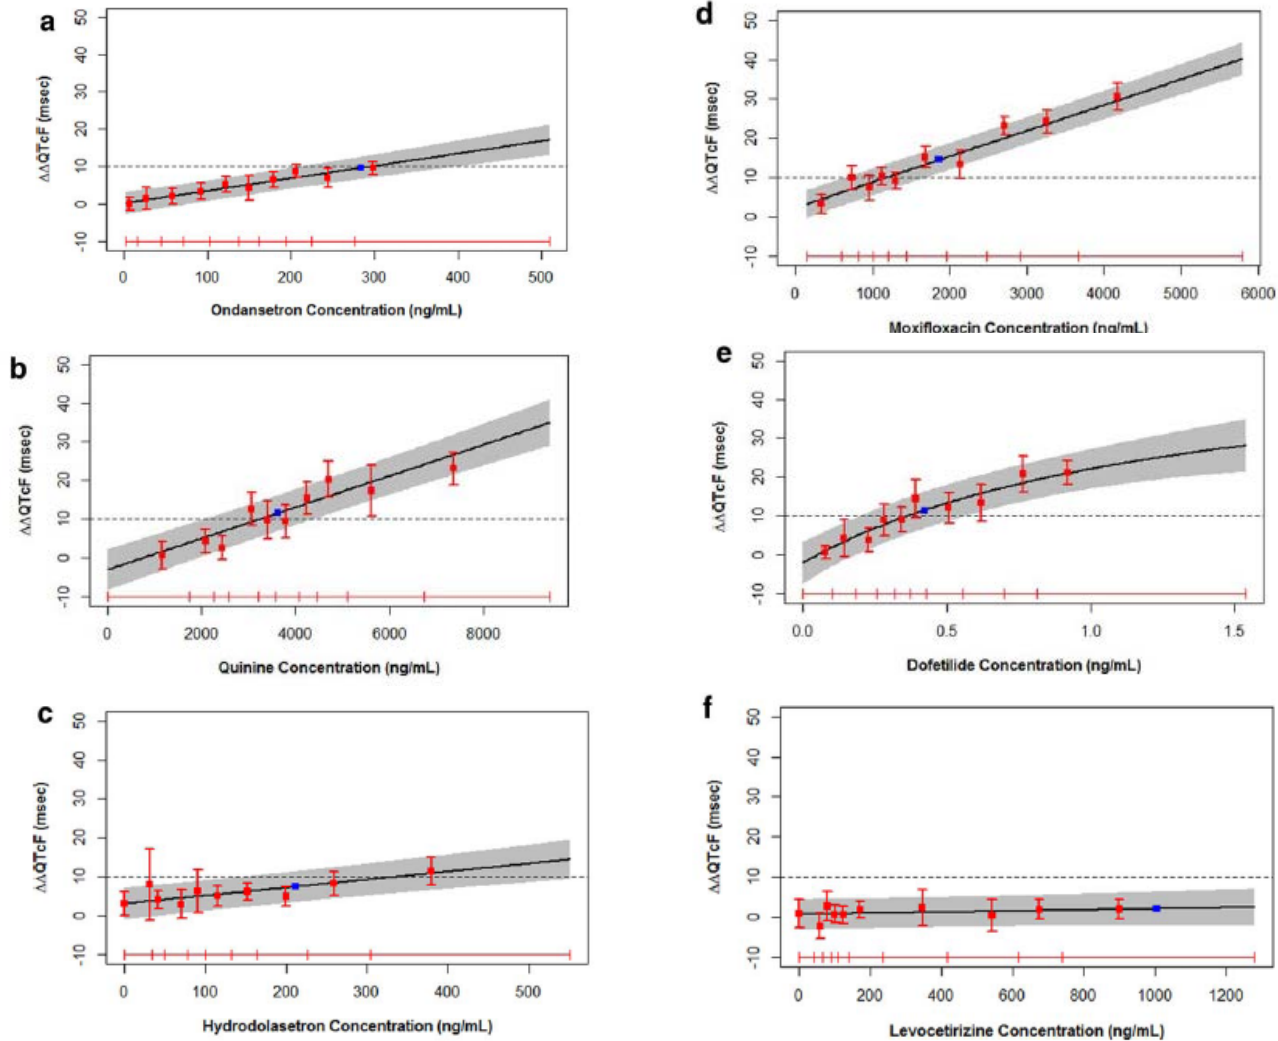 a
50
40
30
20
10
0
-10
ΔΔQTcF (msec)
0 100 200 300 400 500
Ondansetron Concentration (ng/mL)
b
50
40
30
20
10
0
-10
ΔΔQTcF (msec)
0 2000 4000 6000 8000
Quinine Concentration (ng/mL)
c
50
40
30
20
10
0
-10
ΔΔQTcF (msec)
0 100 200 300 400 500
Hydrodolasetron Concentration (ng/mL)
d
50
40
30
20
10
0
-10
ΔΔQTcF (msec)
0 1000 2000 3000 4000 5000 6000
Moxifloxacin Concentration (ng/mL)
e
50
40
30
20
10
0
-10
ΔΔQTcF (msec)
0.0 0.5 1.0 1.5
Dofetilide Concentration (ng/mL)
f
50
40
30
20
10
0
-10
ΔΔQTcF (msec)
0 200 400 600 800 1000 1200
Levocetirizine Concentration (ng/mL)